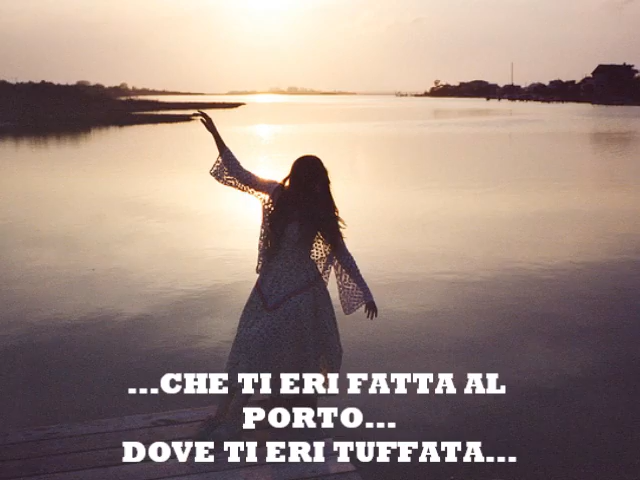 ...CHE TI ERI FATTA AL
PORTO...
DOVE TI ERI TUFFATA...